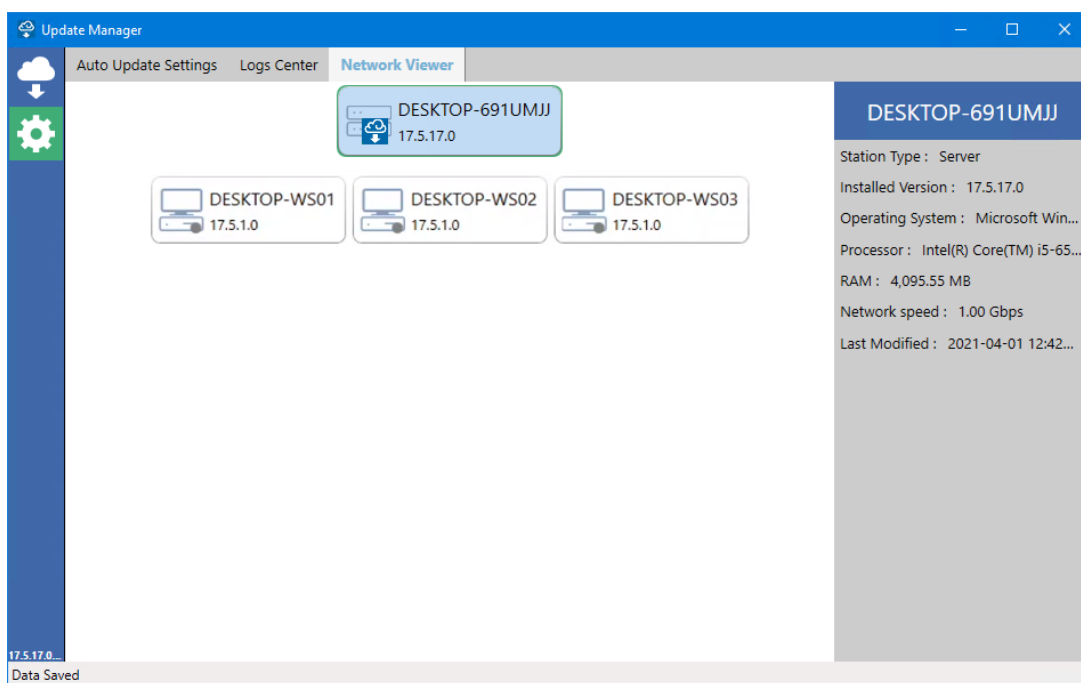 Update Manager
Auto Update Settings Logs Center Network Viewer
DESKTOP-691UMJJ
17.5.17.0
DESKTOP-WS01
17.5.1.0
DESKTOP-WS02
17.5.1.0
DESKTOP-WS03
17.5.1.0
DESKTOP-691UMJJ
Station Type : Server
Installed Version : 17.5.17.0
Operating System : Microsoft Win...
Processor : Intel(R) Core(TM) i5-65...
RAM : 4,095.55 MB
Network speed : 1.00 Gbps
Last Modified : 2021-04-01 12:42...
17.5.17.0...
Data Saved